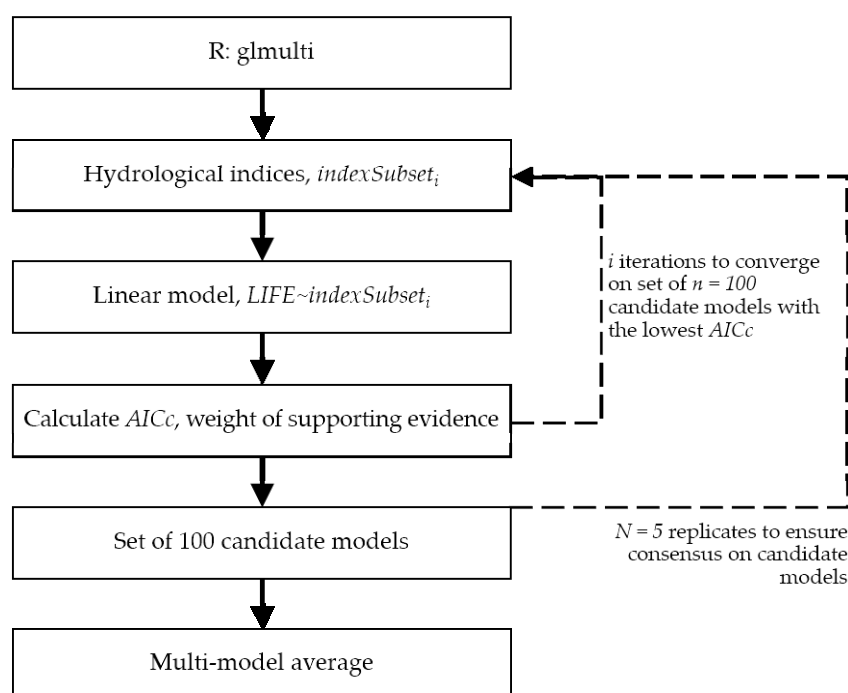 R: glmulti
Hydrological indices, indexSubsetᵢ
Linear model, LIFE~indexSubsetᵢ
Calculate AICc, weight of supporting evidence
Set of 100 candidate models
Multi-model average
i iterations to converge
on set of n = 100
candidate models with
the lowest AICc
N = 5 replicates to ensure
consensus on candidate
models